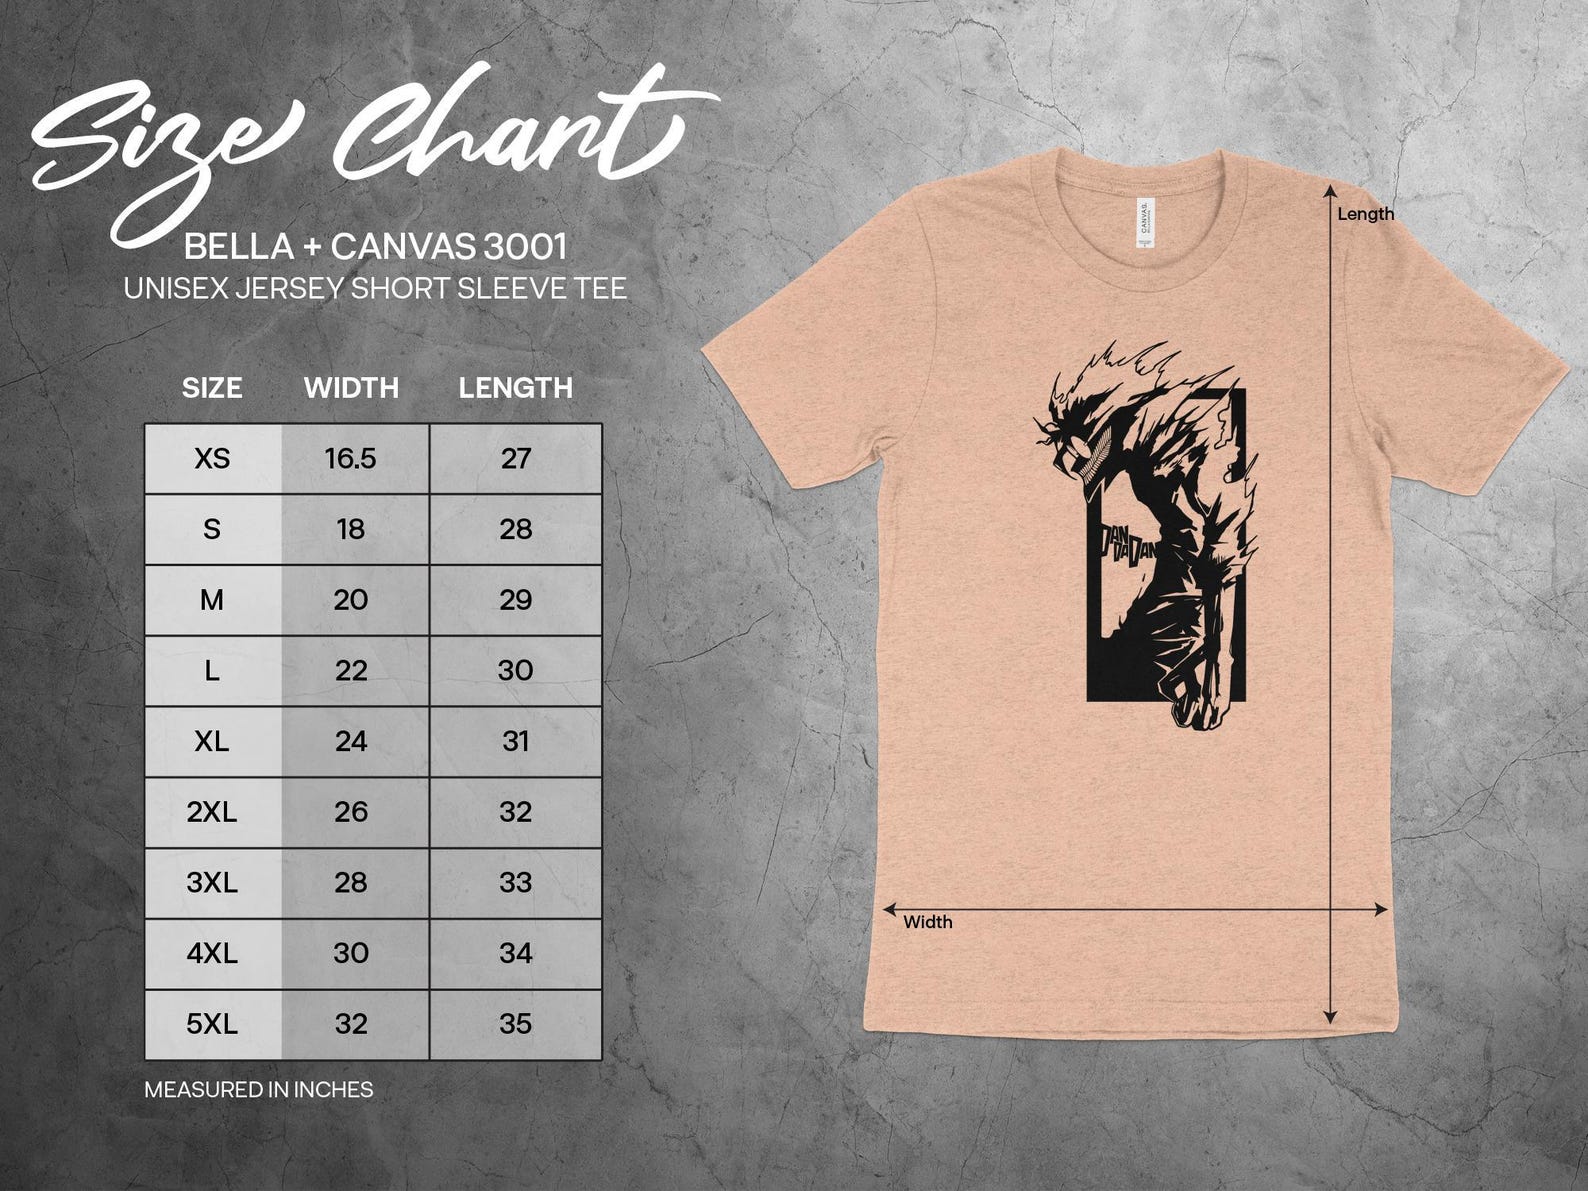 Size Chart
BELLA + CANVAS 3001
UNISEX JERSEY SHORT SLEEVE TEE
SIZE WIDTH LENGTH
XS 16.5 27
S 18 28
M 20 29
L 22 30
XL 24 31
2XL 26 32
3XL 28 33
4XL 30 34
5XL 32 35
MEASURED IN INCHES
CANVAS.
Length
DAN
DA
DAN
Width